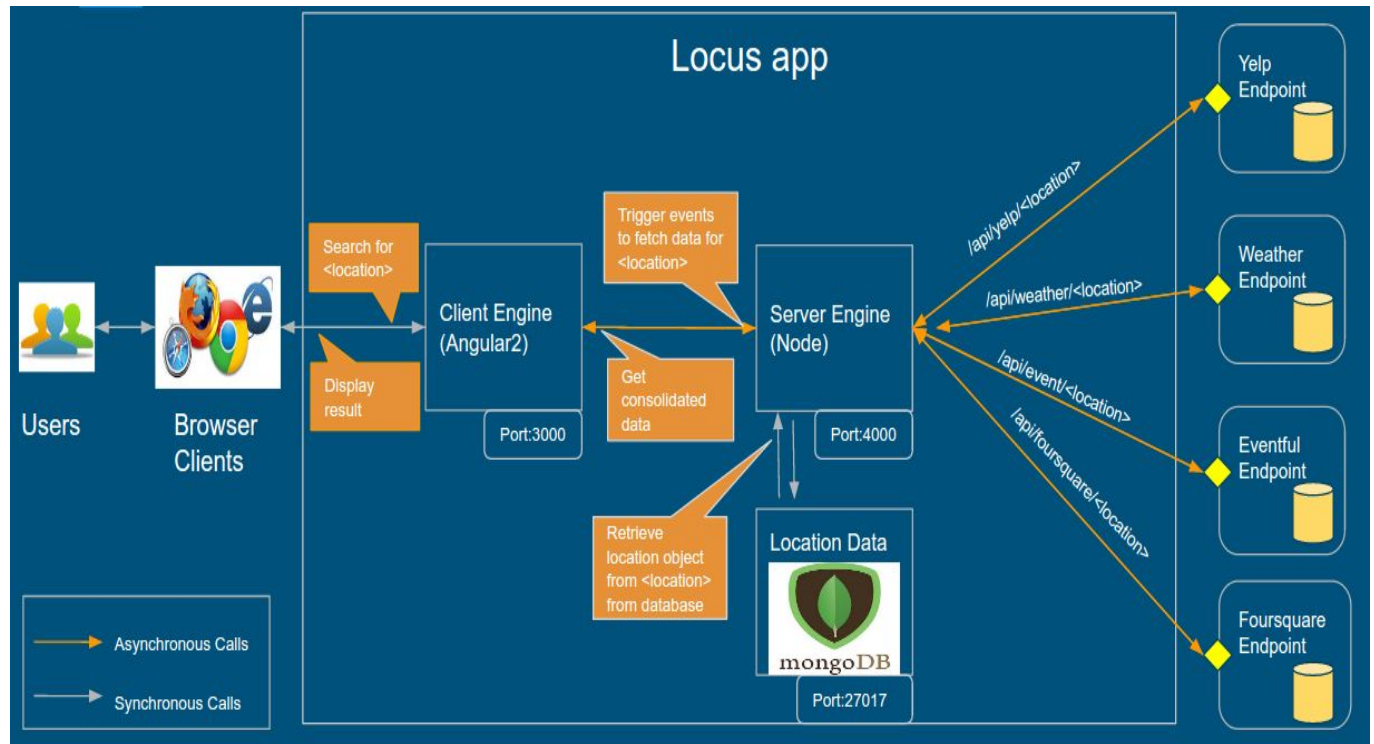 Locus app
Yelp
Endpoint
/api/yelp/<location>
Trigger events
to fetch data for
<location>
Search for
<location>
Weather
Endpoint
/api/weather/<location>
Client Engine
(Angular2)
Server Engine
(Node)
/api/event/<location>
Display
result
Get
consolidated
data
Users
Browser
Clients
Port:3000
Port:4000
/api/foursquare/<location>
Eventful
Endpoint
Retrieve
location object
from <location>
from database
Location Data
mongoDB
Port:27017
Foursquare
Endpoint
Asynchronous Calls
Synchronous Calls